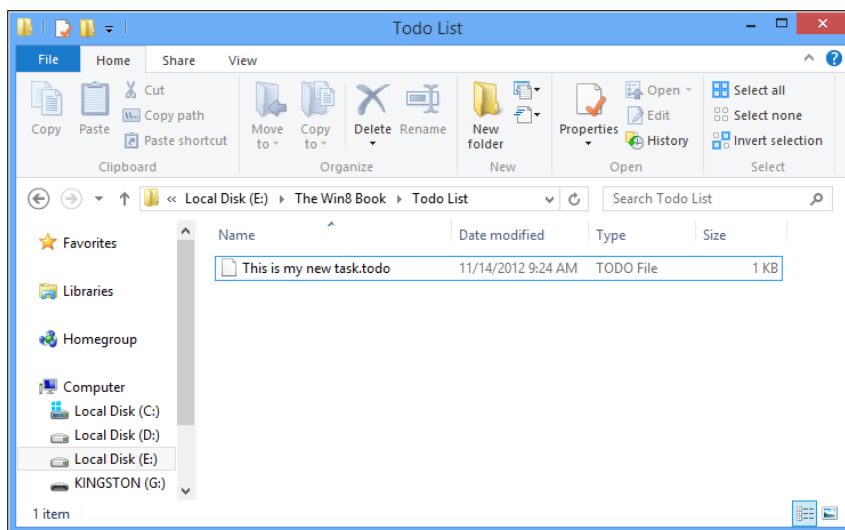 Todo List
File Home Share View
Copy
Paste
Cut
Copy path
Paste shortcut
Clipboard
Move to
Copy to
Delete
Rename
Organize
New folder
New
Properties
Open
Edit
History
Open
Select all
Select none
Invert selection
Select
« Local Disk (E:) The Win8 Book Todo List
Search Todo List
Favorites
Libraries
Homegroup
Computer
Local Disk (C:)
Local Disk (D:)
Local Disk (E:)
KINGSTON (G:)
Name Date modified Type Size
This is my new task.todo 11/14/2012 9:24 AM TODO File 1 KB
1 item